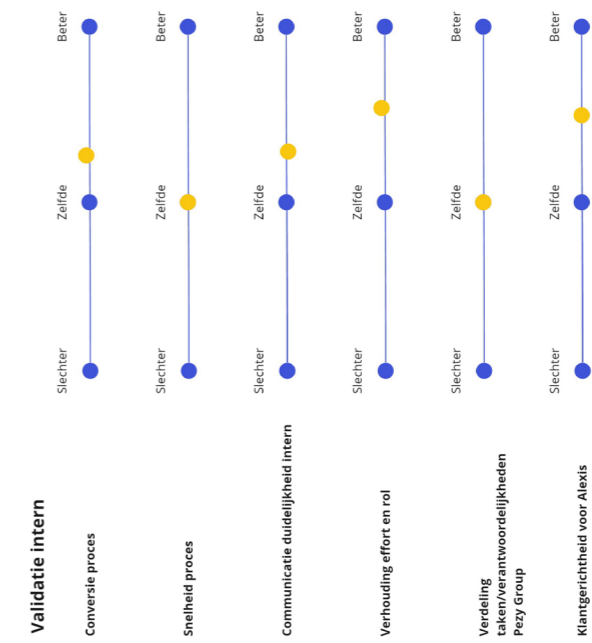 Validatie intern
Conversie proces
Slechter
Zelfde
Beter
Snelheid proces
Slechter
Zelfde
Beter
Communicatie duidelijkheid intern
Slechter
Zelfde
Beter
Verhouding effort en rol
Slechter
Zelfde
Beter
Verdeling
taken/verantwoordelijkheden
Pezy Group
Slechter
Zelfde
Beter
Klantgerichtheid voor Alexis
Slechter
Zelfde
Beter